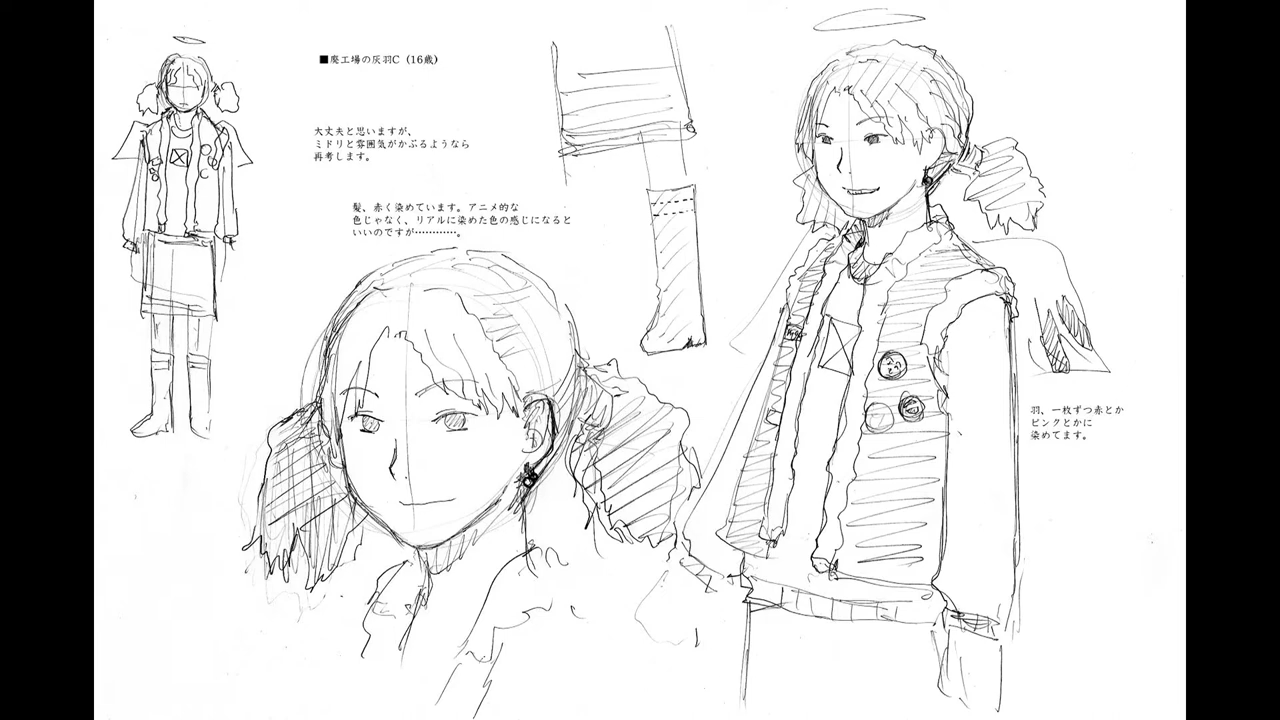 ■廃工場の灰羽C (16歳)
大丈夫と思いますが、
ミドリと雰囲気がかぶるようなら
再考します。
髪、赤く染めています。アニメ的な
色じゃなく、リアルに染めた色の感じになると
いいのですが…………。
羽、一枚ずつ赤とか
ピンクとかに
染めてます。